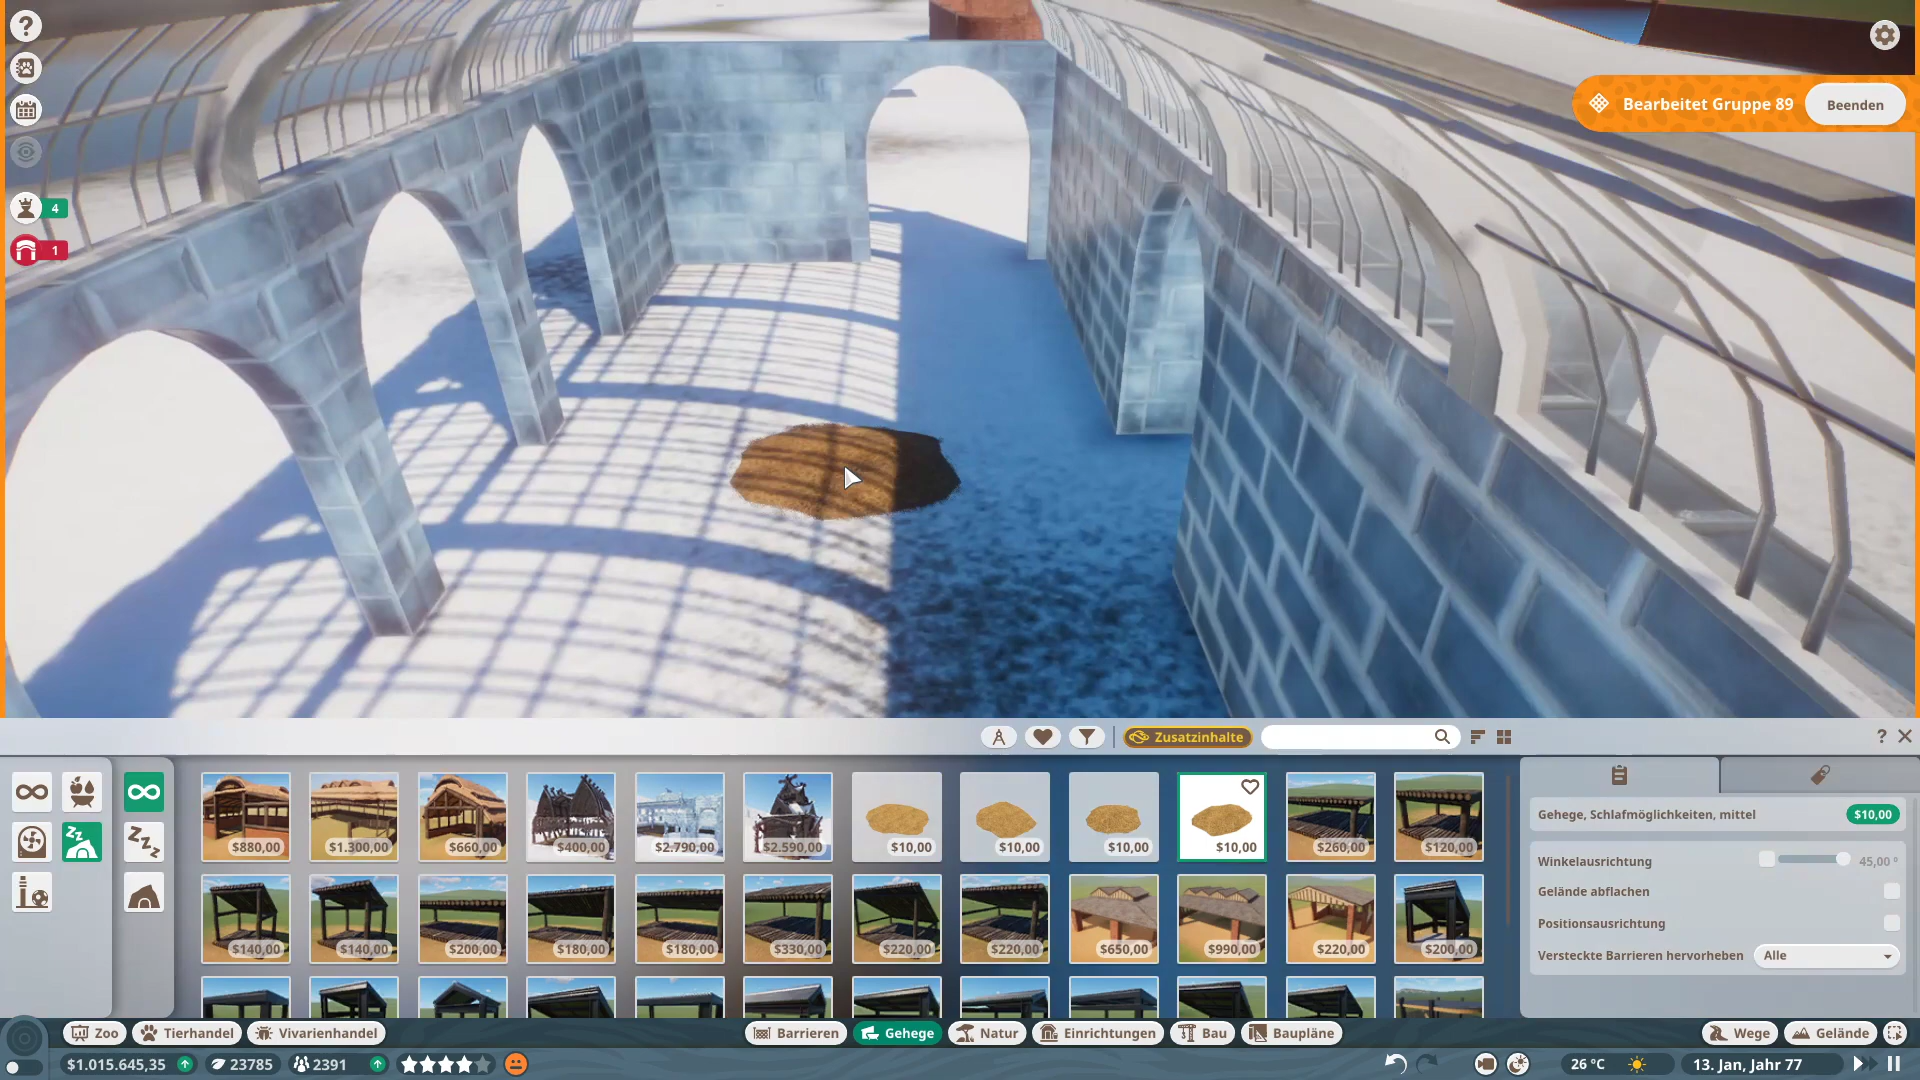 Bearbeitet Gruppe 89
Beenden
4
1
Zusatzinhalte
?
$880,00
$1.300,00
$660,00
$400,00
$2.790,00
$2.590,00
$10,00
$10,00
$10,00
$10,00
$260,00
$120,00
$140,00
$140,00
$200,00
$180,00
$180,00
$330,00
$220,00
$220,00
$650,00
$990,00
$220,00
$200,00
Gehege, Schlafmöglichkeiten, mittel
$10,00
Winkelausrichtung
45,00 º
Gelände abflachen
Positionsausrichtung
Versteckte Barrieren hervorheben
Alle
Zoo
Tierhandel
Vivarienhandel
Barrieren
Gehege
Natur
Einrichtungen
Bau
Baupläne
Wege
Gelände
$1.015.645,35
23785
2391
26 °C
13. Jan, Jahr 77